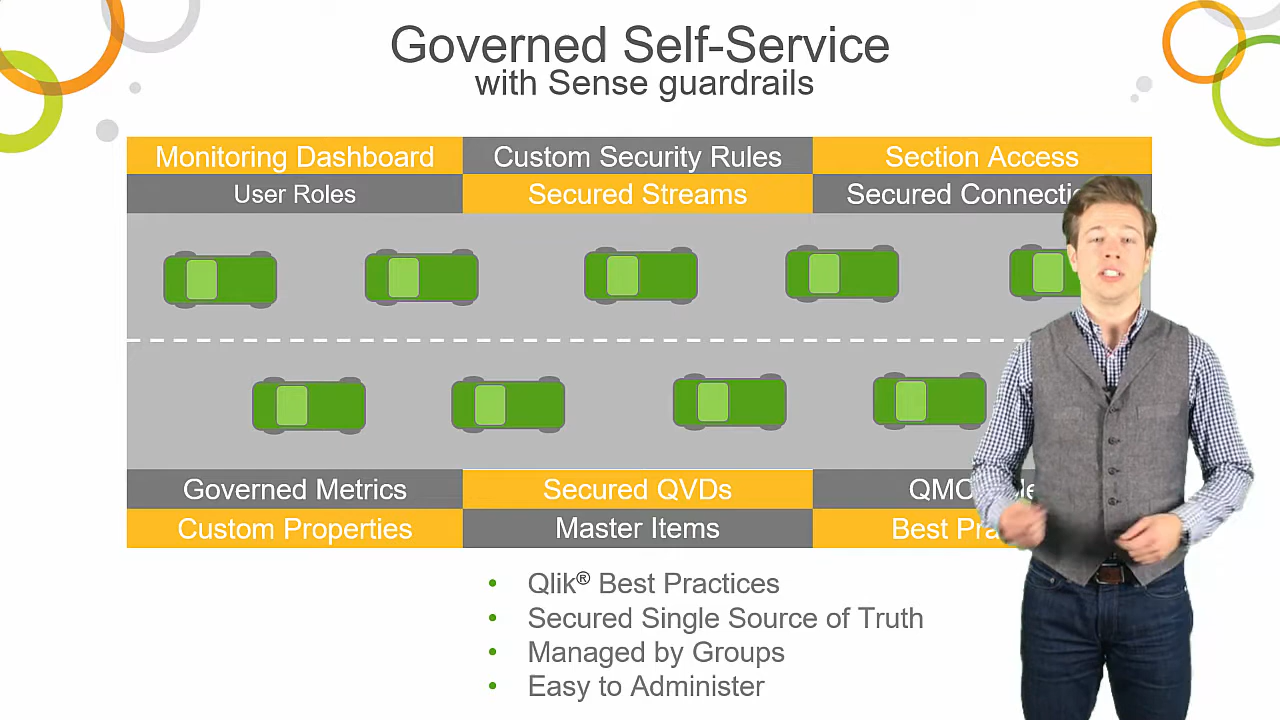 Governed Self-Service
with Sense guardrails
Monitoring Dashboard Custom Security Rules Section Access
User Roles Secured Streams Secured
Governed Metrics Secured QVDs
Custom Properties Master Items Best
• Qlik® Best Practices
• Secured Single Source of Truth
• Managed by Groups
• Easy to Administer